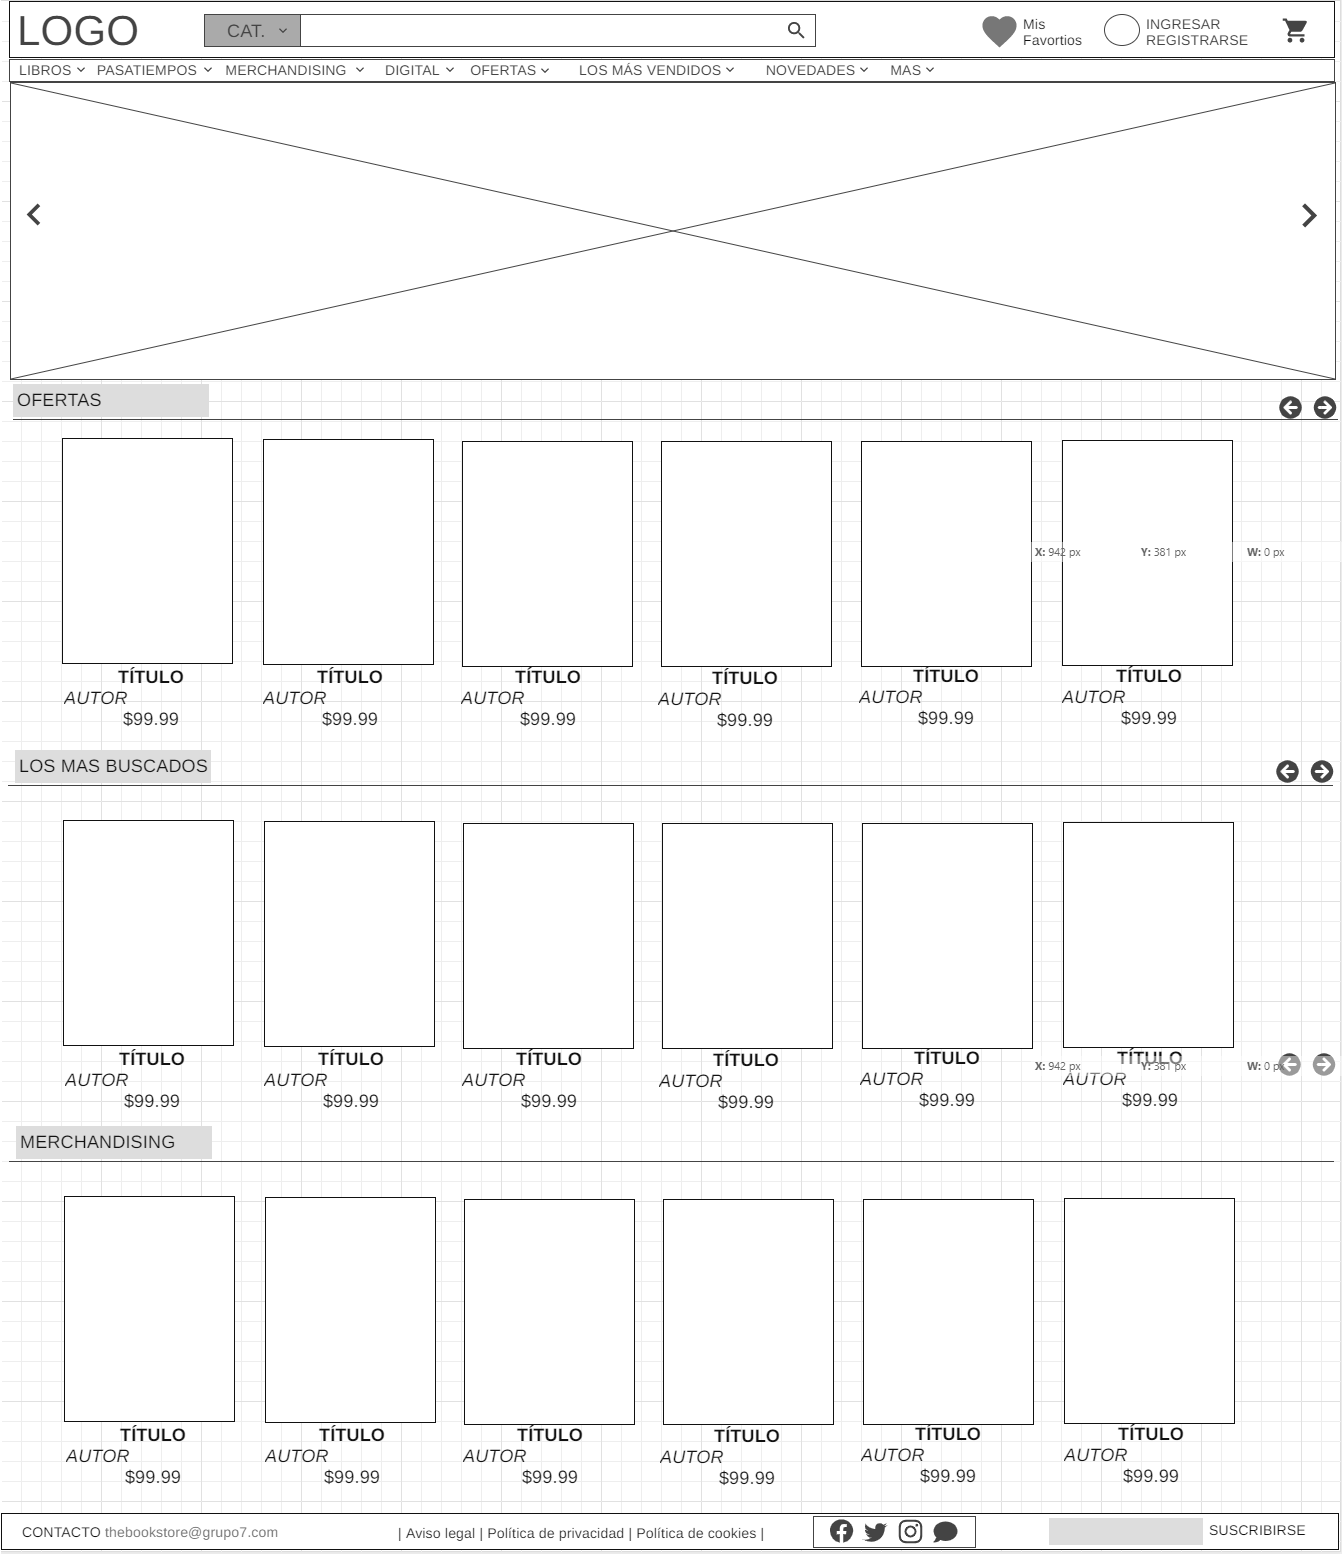 LOGO
CAT.
Mis
Favortios
INGRESAR
REGISTRARSE
LIBROS PASATIEMPOS MERCHANDISING DIGITAL OFERTAS LOS MÁS VENDIDOS NOVEDADES MAS
OFERTAS
X: 942 px Y: 381 px W: 0 px
TÍTULO TÍTULO TÍTULO TÍTULO TÍTULO TÍTULO
AUTOR AUTOR AUTOR AUTOR AUTOR AUTOR
$99.99 $99.99 $99.99 $99.99 $99.99 $99.99
LOS MAS BUSCADOS
TÍTULO TÍTULO TÍTULO TÍTULO TÍTULO TÍTULO
X: 942 px Y: 381 px W: 0 px
AUTOR AUTOR AUTOR AUTOR AUTOR AUTOR
$99.99 $99.99 $99.99 $99.99 $99.99 $99.99
MERCHANDISING
TÍTULO TÍTULO TÍTULO TÍTULO TÍTULO TÍTULO
AUTOR AUTOR AUTOR AUTOR AUTOR AUTOR
$99.99 $99.99 $99.99 $99.99 $99.99 $99.99
CONTACTO thebookstore@grupo7.com | Aviso legal | Política de privacidad | Política de cookies | SUSCRIBIRSE